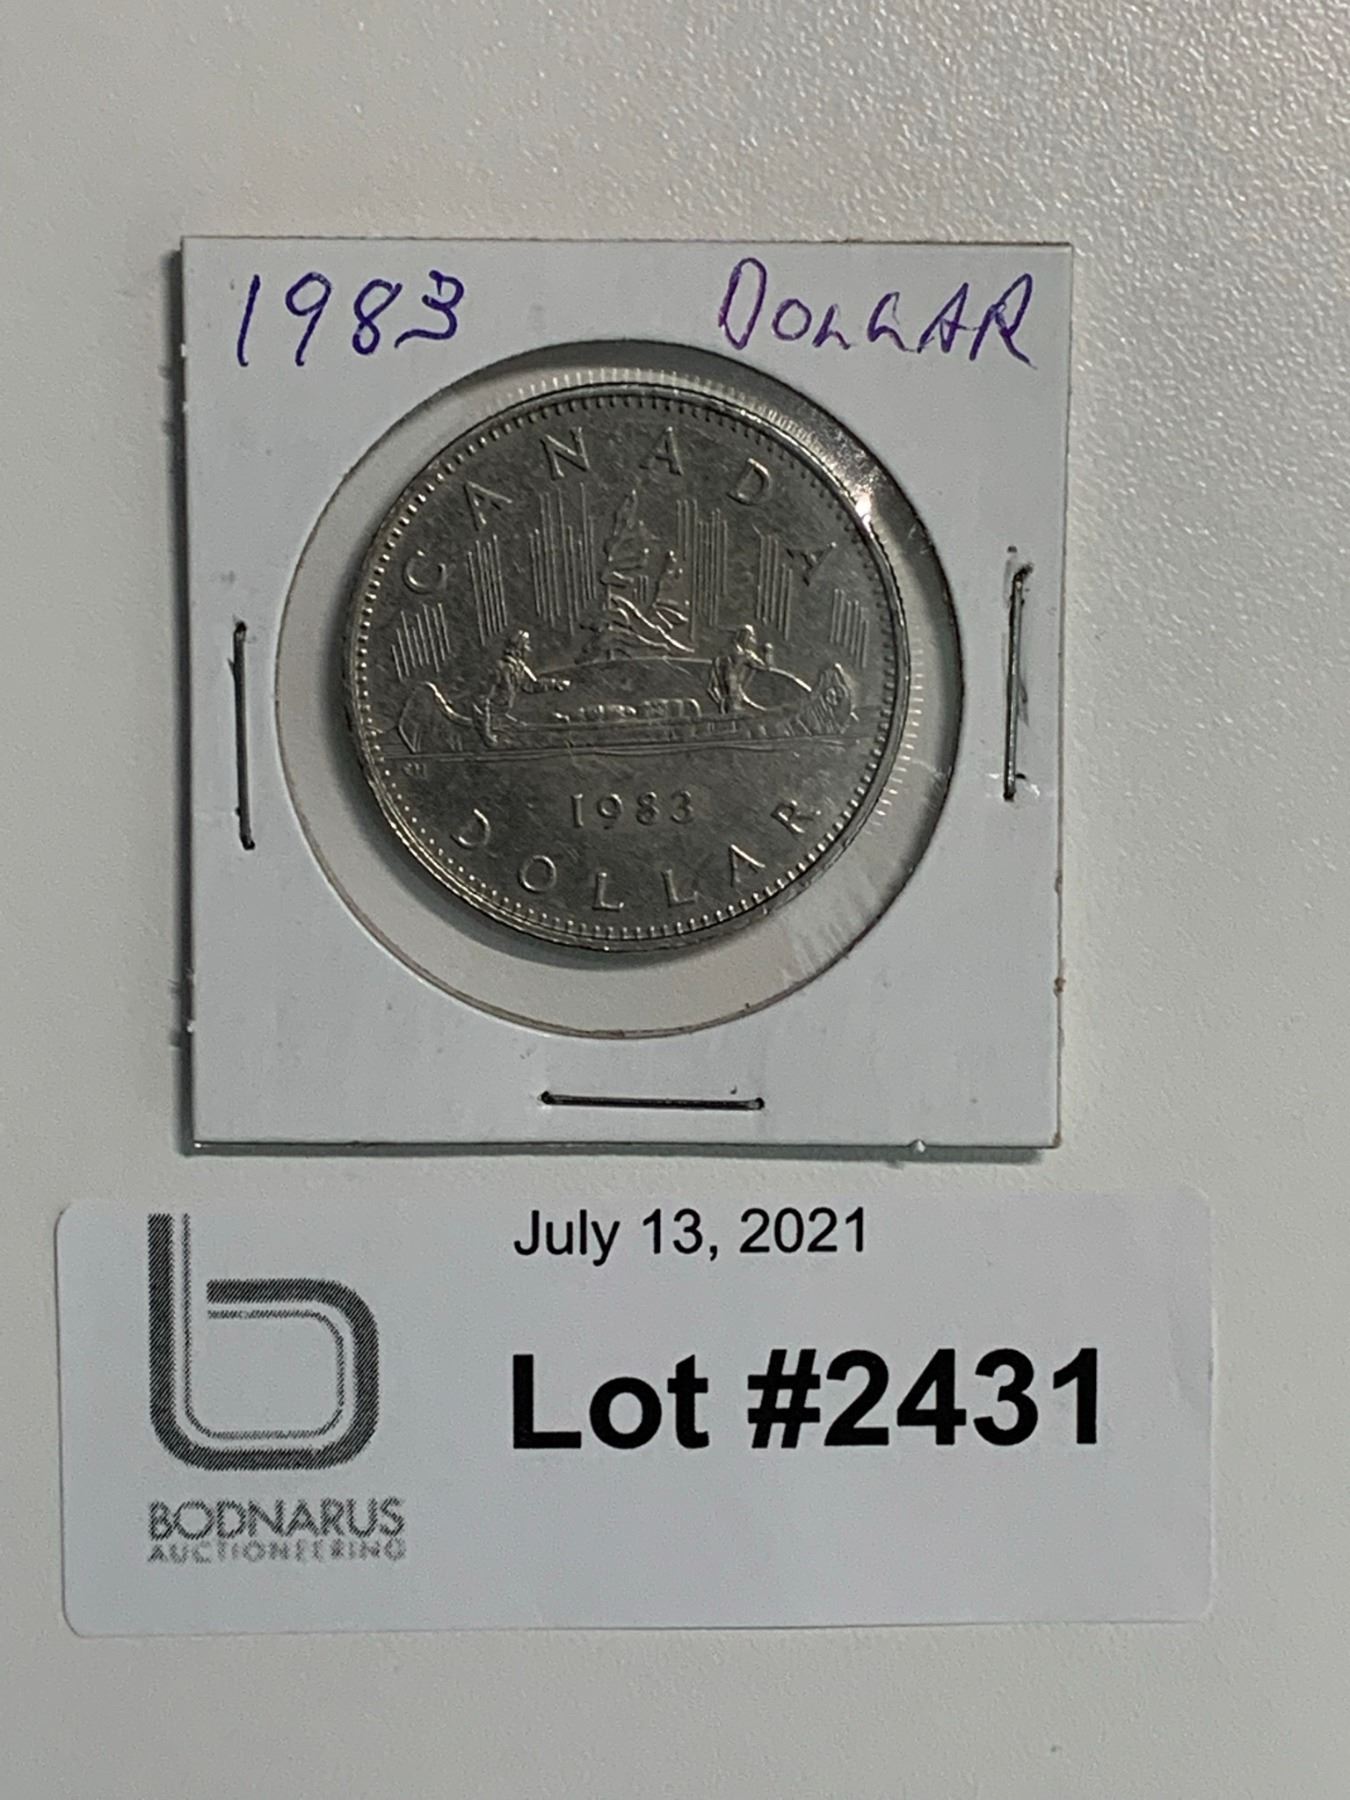 1983 DOLLAR
CANADA
1983
DOLLAR
July 13, 2021
Lot #2431
BODNARUS
AUCTIONEERING